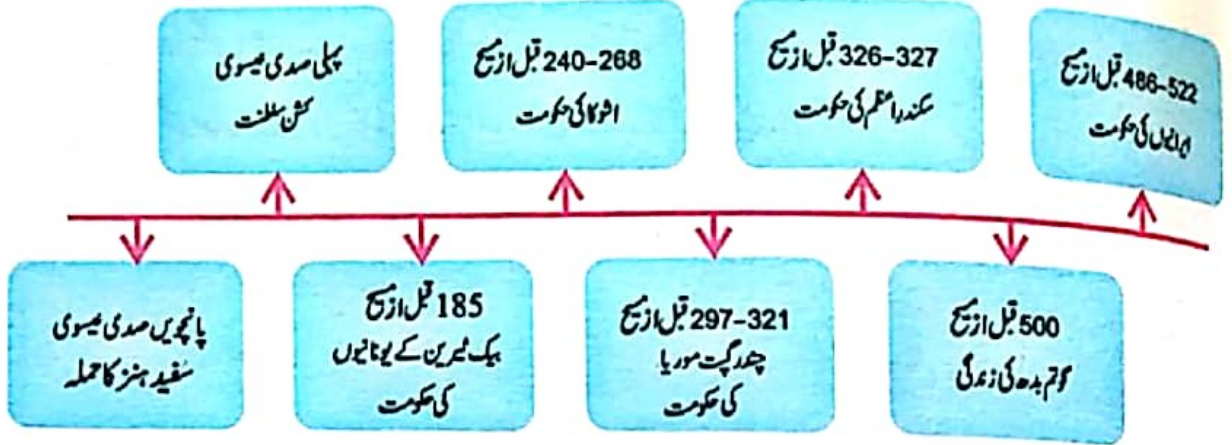 486-522 قبل از مسیح
ایرانیوں کی حکومت
500 قبل از مسیح
گوتم بدھ کی زندگی
326-327 قبل از مسیح
سکندر اعظم کی حکومت
297-321 قبل از مسیح
چندر گپت موریا
کی حکومت
240-268 قبل از مسیح
اشوکا کی حکومت
185 قبل از مسیح
بیک ٹیرین کے یونانیوں
کی حکومت
پہلی صدی عیسوی
کشن سلطنت
پانچویں صدی عیسوی
سفید ہنز کا حملہ